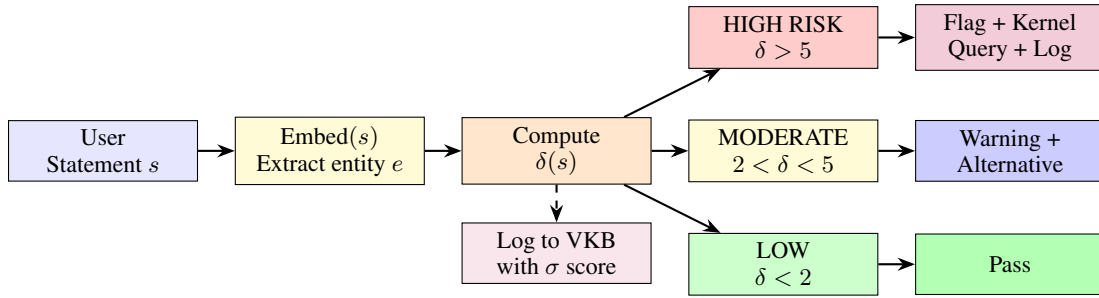 User
Statement s
Embed(s)
Extract entity e
Compute
δ(s)
Log to VKB
with σ score
HIGH RISK
δ > 5
Flag + Kernel
Query + Log
MODERATE
2 < δ < 5
Warning +
Alternative
LOW
δ < 2
Pass